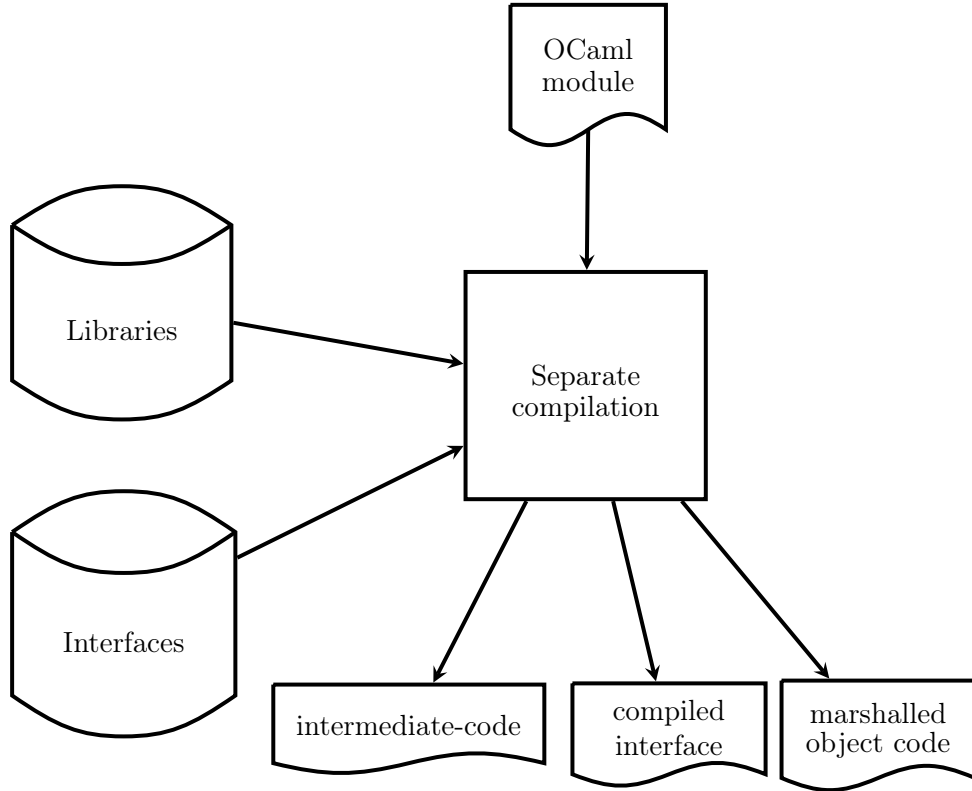 OCaml
module
Libraries
Separate
compilation
Interfaces
intermediate-code
compiled
interface
marshalled
object code